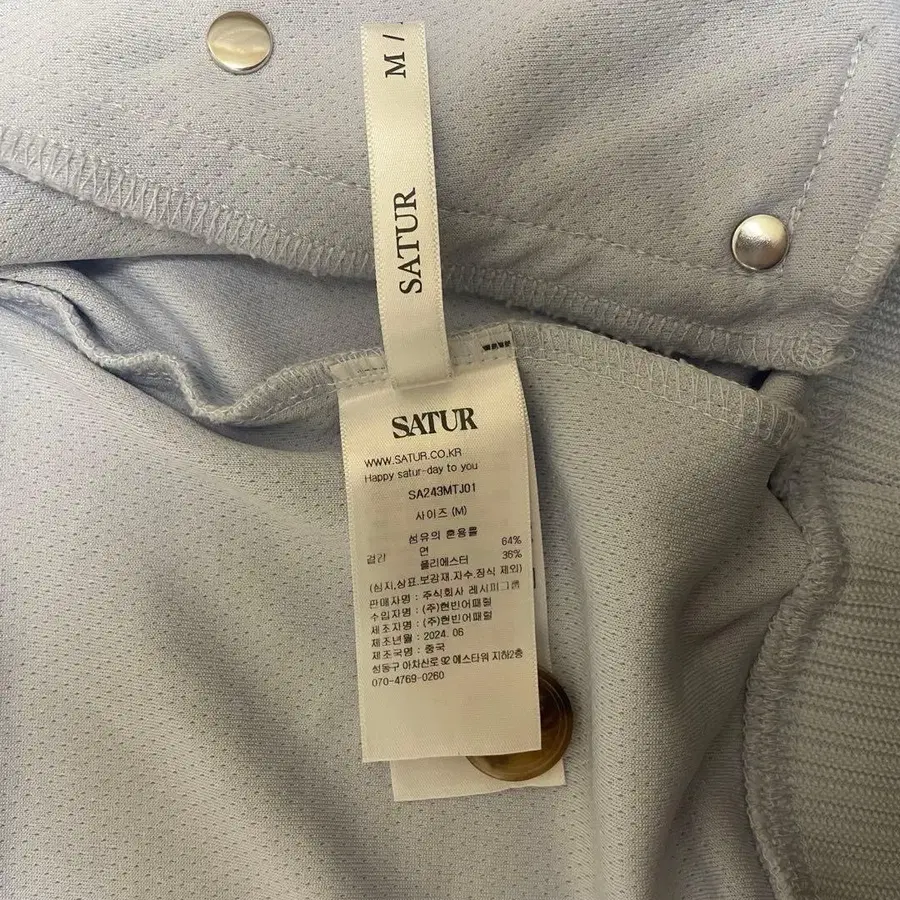 M /
SATUR
SATUR
WWW.SATUR.CO.KR
Happy satur-day to you
SA243MTJ01
사이즈 (M)
섬유의 혼용률
겉감 면 64%
폴리에스터 36%
(심지,상표.보강재.자수.장식 제외)
판매자명 : 주식회사 레시피그룹
수입자명 : (주)현빈어패럴
제조자명 : (주)현빈어패럴
제조년월 : 2024. 06
제조국명 : 중국
성동구 아차산로 92 에스타워 지하2층
070-4769-0260